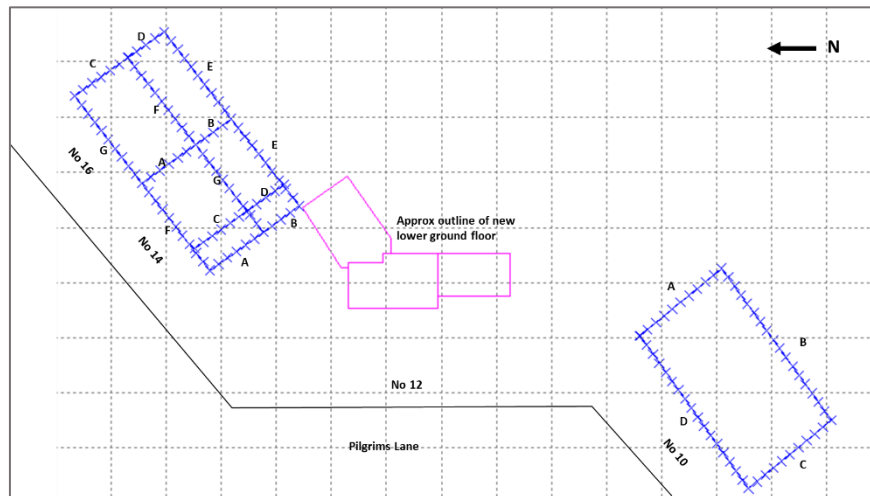 N
D
C
E
F
B
G
A
E
No 16
G
D
C
B
F
No 14
A
Approx outline of new
lower ground floor
A
B
No 12
D
Pilgrims Lane
No 10
C